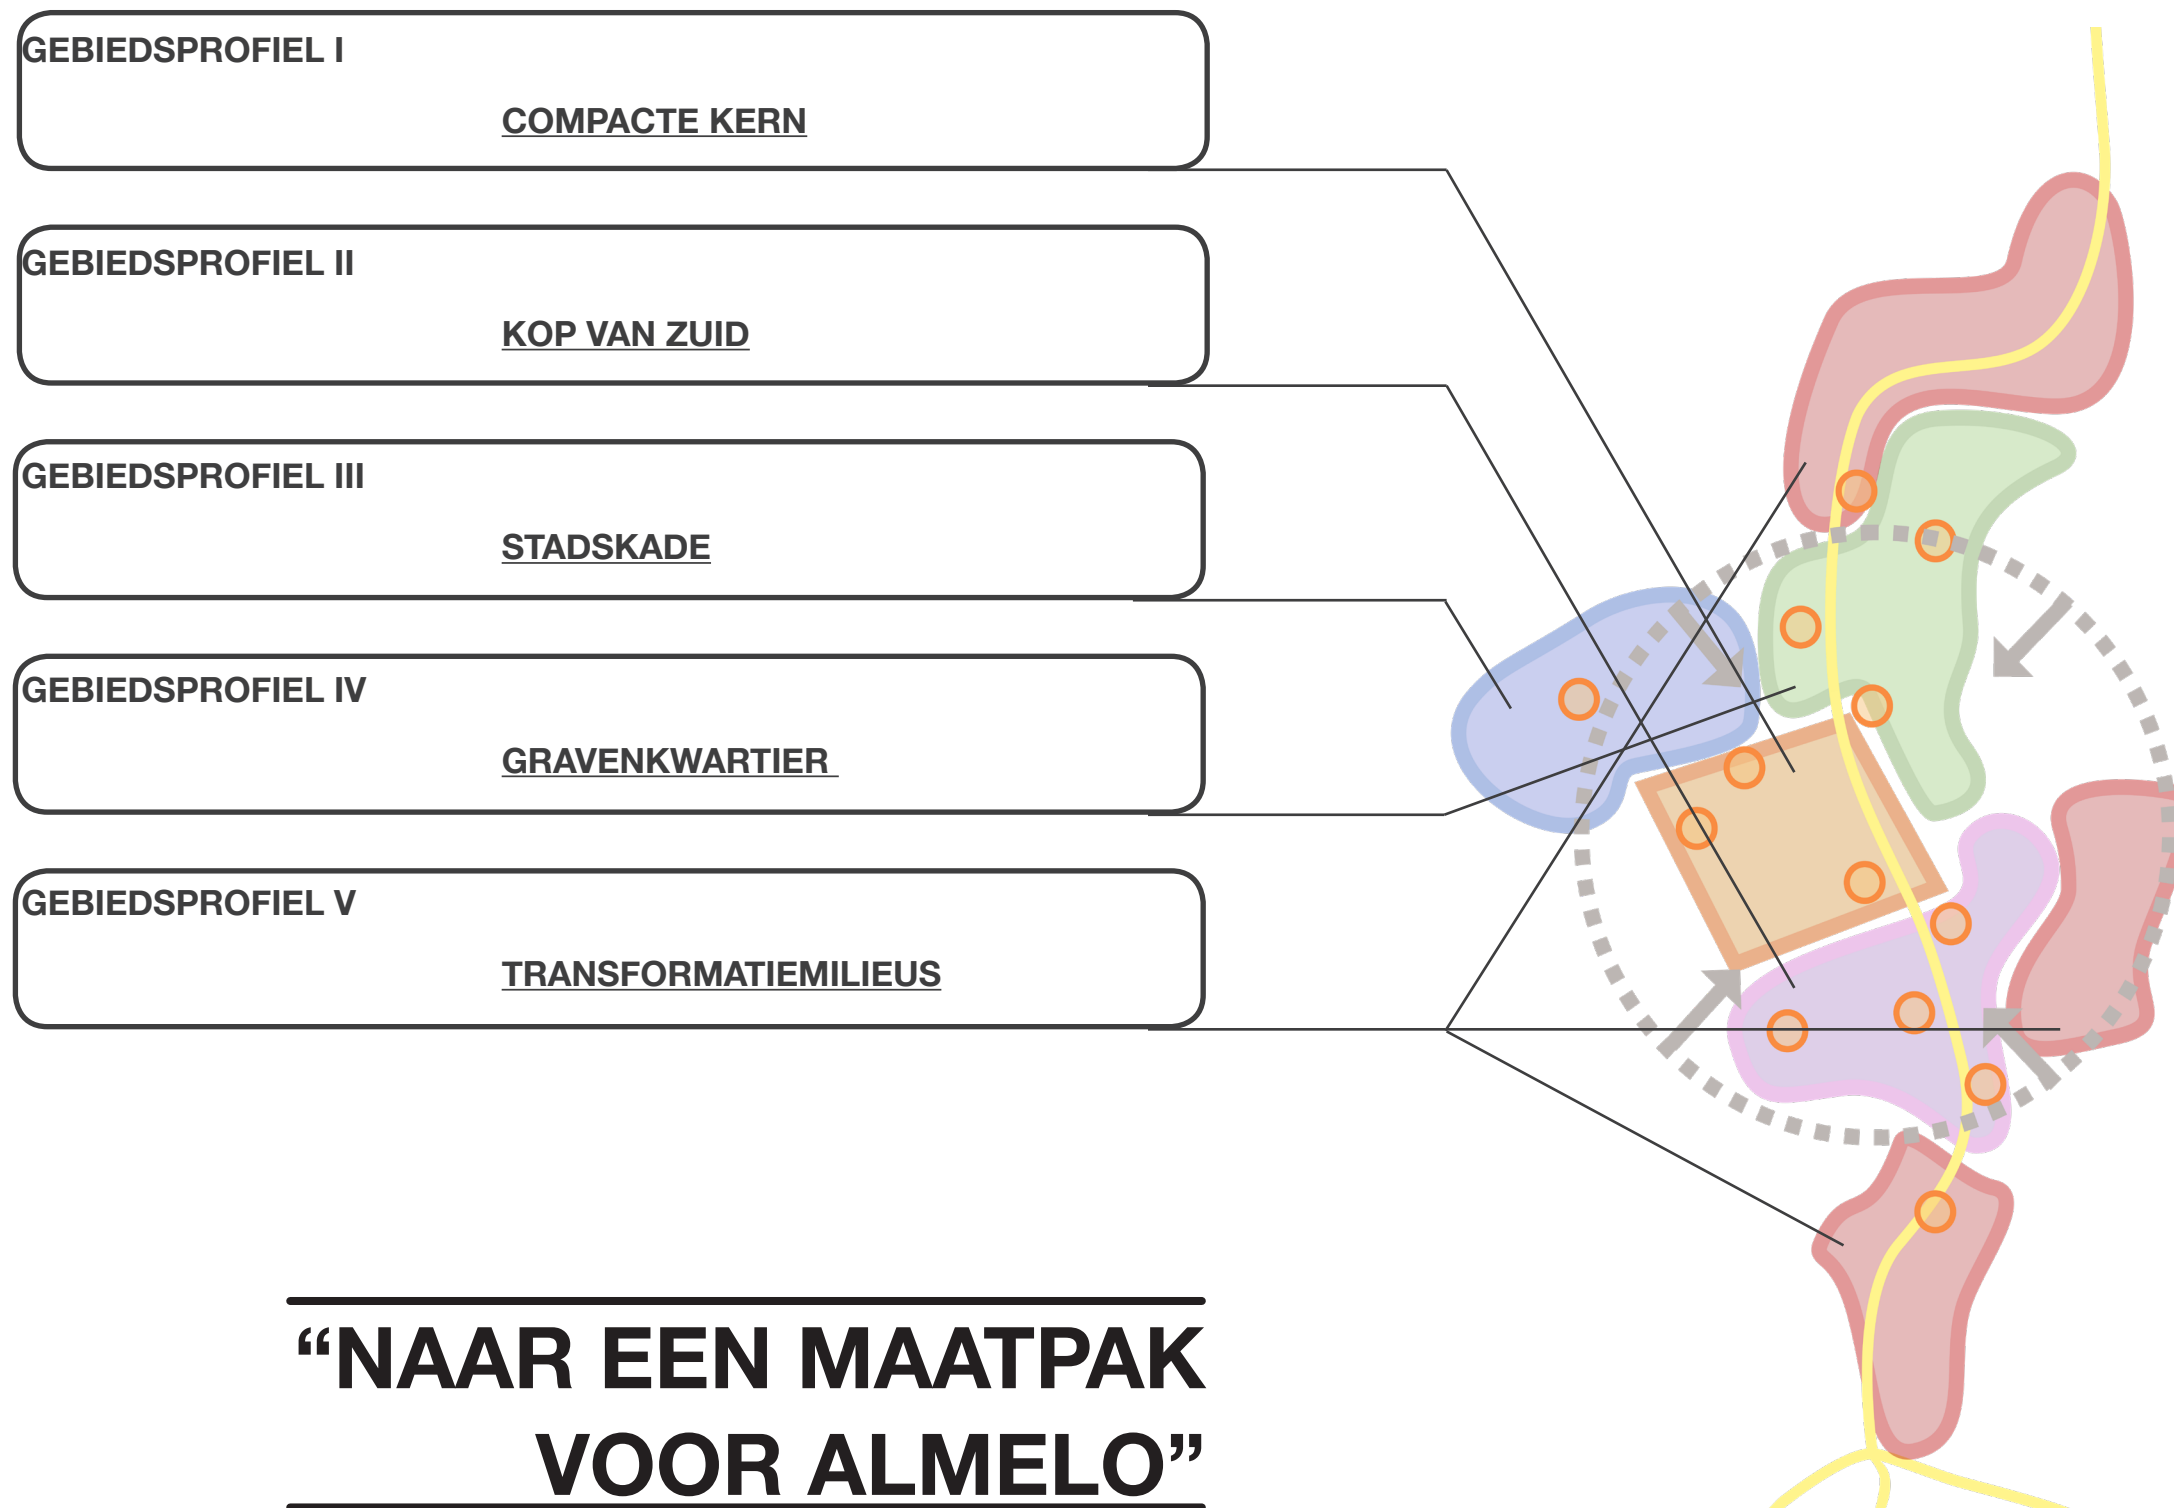 GEBIEDSPROFIEL I
COMPACTE KERN
GEBIEDSPROFIEL II
KOP VAN ZUID
GEBIEDSPROFIEL III
STADSKADE
GEBIEDSPROFIEL IV
GRAVENKWARTIER
GEBIEDSPROFIEL V
TRANSFORMATIEMILIEUS
“NAAR EEN MAATPAK
VOOR ALMELO”